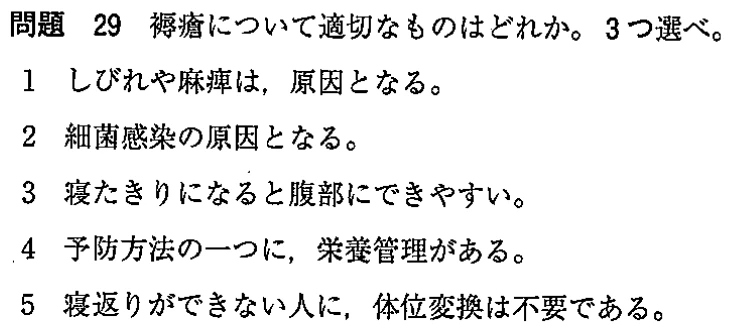 問題 29 褥瘡について適切なものはどれか。3つ選べ。
1 しびれや麻痺は，原因となる。
2 細菌感染の原因となる。
3 寝たきりになると腹部にできやすい。
4 予防方法の一つに，栄養管理がある。
5 寝返りができない人に，体位変換は不要である。